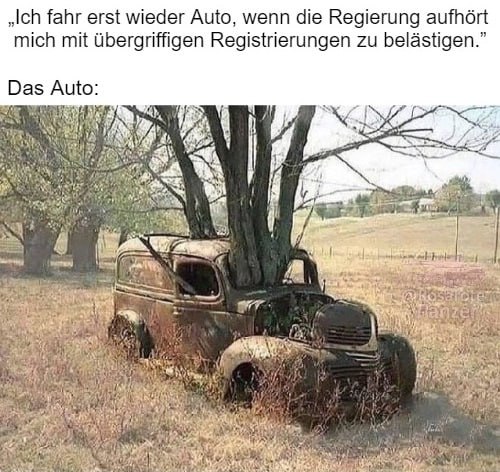 „Ich fahr erst wieder Auto, wenn die Regierung aufhört
mich mit übergriffigen Registrierungen zu belästigen.”
Das Auto: